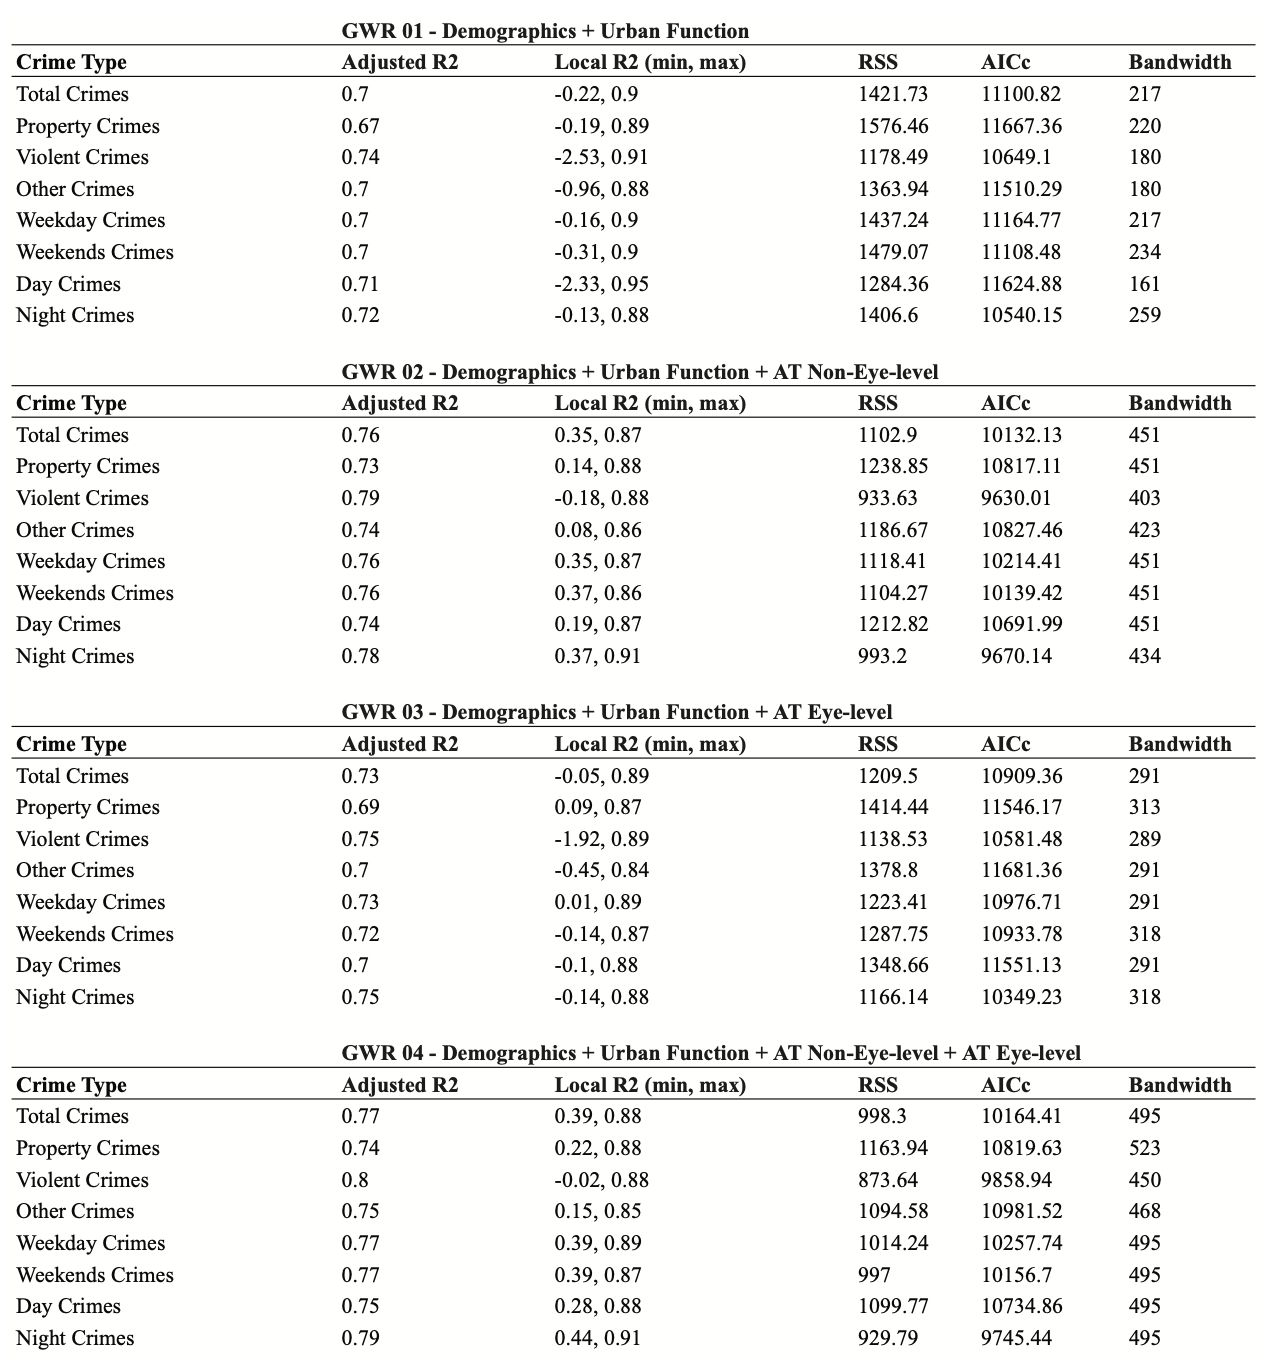 GWR 01 - Demographics + Urban Function
Crime Type Adjusted R2 Local R2 (min, max) RSS AICc Bandwidth
Total Crimes 0.7 -0.22, 0.9 1421.73 11100.82 217
Property Crimes 0.67 -0.19, 0.89 1576.46 11667.36 220
Violent Crimes 0.74 -2.53, 0.91 1178.49 10649.1 180
Other Crimes 0.7 -0.96, 0.88 1363.94 11510.29 180
Weekday Crimes 0.7 -0.16, 0.9 1437.24 11164.77 217
Weekends Crimes 0.7 -0.31, 0.9 1479.07 11108.48 234
Day Crimes 0.71 -2.33, 0.95 1284.36 11624.88 161
Night Crimes 0.72 -0.13, 0.88 1406.6 10540.15 259
GWR 02 - Demographics + Urban Function + AT Non-Eye-level
Crime Type Adjusted R2 Local R2 (min, max) RSS AICc Bandwidth
Total Crimes 0.76 0.35, 0.87 1102.9 10132.13 451
Property Crimes 0.73 0.14, 0.88 1238.85 10817.11 451
Violent Crimes 0.79 -0.18, 0.88 933.63 9630.01 403
Other Crimes 0.74 0.08, 0.86 1186.67 10827.46 423
Weekday Crimes 0.76 0.35, 0.87 1118.41 10214.41 451
Weekends Crimes 0.76 0.37, 0.86 1104.27 10139.42 451
Day Crimes 0.74 0.19, 0.87 1212.82 10691.99 451
Night Crimes 0.78 0.37, 0.91 993.2 9670.14 434
GWR 03 - Demographics + Urban Function + AT Eye-level
Crime Type Adjusted R2 Local R2 (min, max) RSS AICc Bandwidth
Total Crimes 0.73 -0.05, 0.89 1209.5 10909.36 291
Property Crimes 0.69 0.09, 0.87 1414.44 11546.17 313
Violent Crimes 0.75 -1.92, 0.89 1138.53 10581.48 289
Other Crimes 0.7 -0.45, 0.84 1378.8 11681.36 291
Weekday Crimes 0.73 0.01, 0.89 1223.41 10976.71 291
Weekends Crimes 0.72 -0.14, 0.87 1287.75 10933.78 318
Day Crimes 0.7 -0.1, 0.88 1348.66 11551.13 291
Night Crimes 0.75 -0.14, 0.88 1166.14 10349.23 318
GWR 04 - Demographics + Urban Function + AT Non-Eye-level + AT Eye-level
Crime Type Adjusted R2 Local R2 (min, max) RSS AICc Bandwidth
Total Crimes 0.77 0.39, 0.88 998.3 10164.41 495
Property Crimes 0.74 0.22, 0.88 1163.94 10819.63 523
Violent Crimes 0.8 -0.02, 0.88 873.64 9858.94 450
Other Crimes 0.75 0.15, 0.85 1094.58 10981.52 468
Weekday Crimes 0.77 0.39, 0.89 1014.24 10257.74 495
Weekends Crimes 0.77 0.39, 0.87 997 10156.7 495
Day Crimes 0.75 0.28, 0.88 1099.77 10734.86 495
Night Crimes 0.79 0.44, 0.91 929.79 9745.44 495